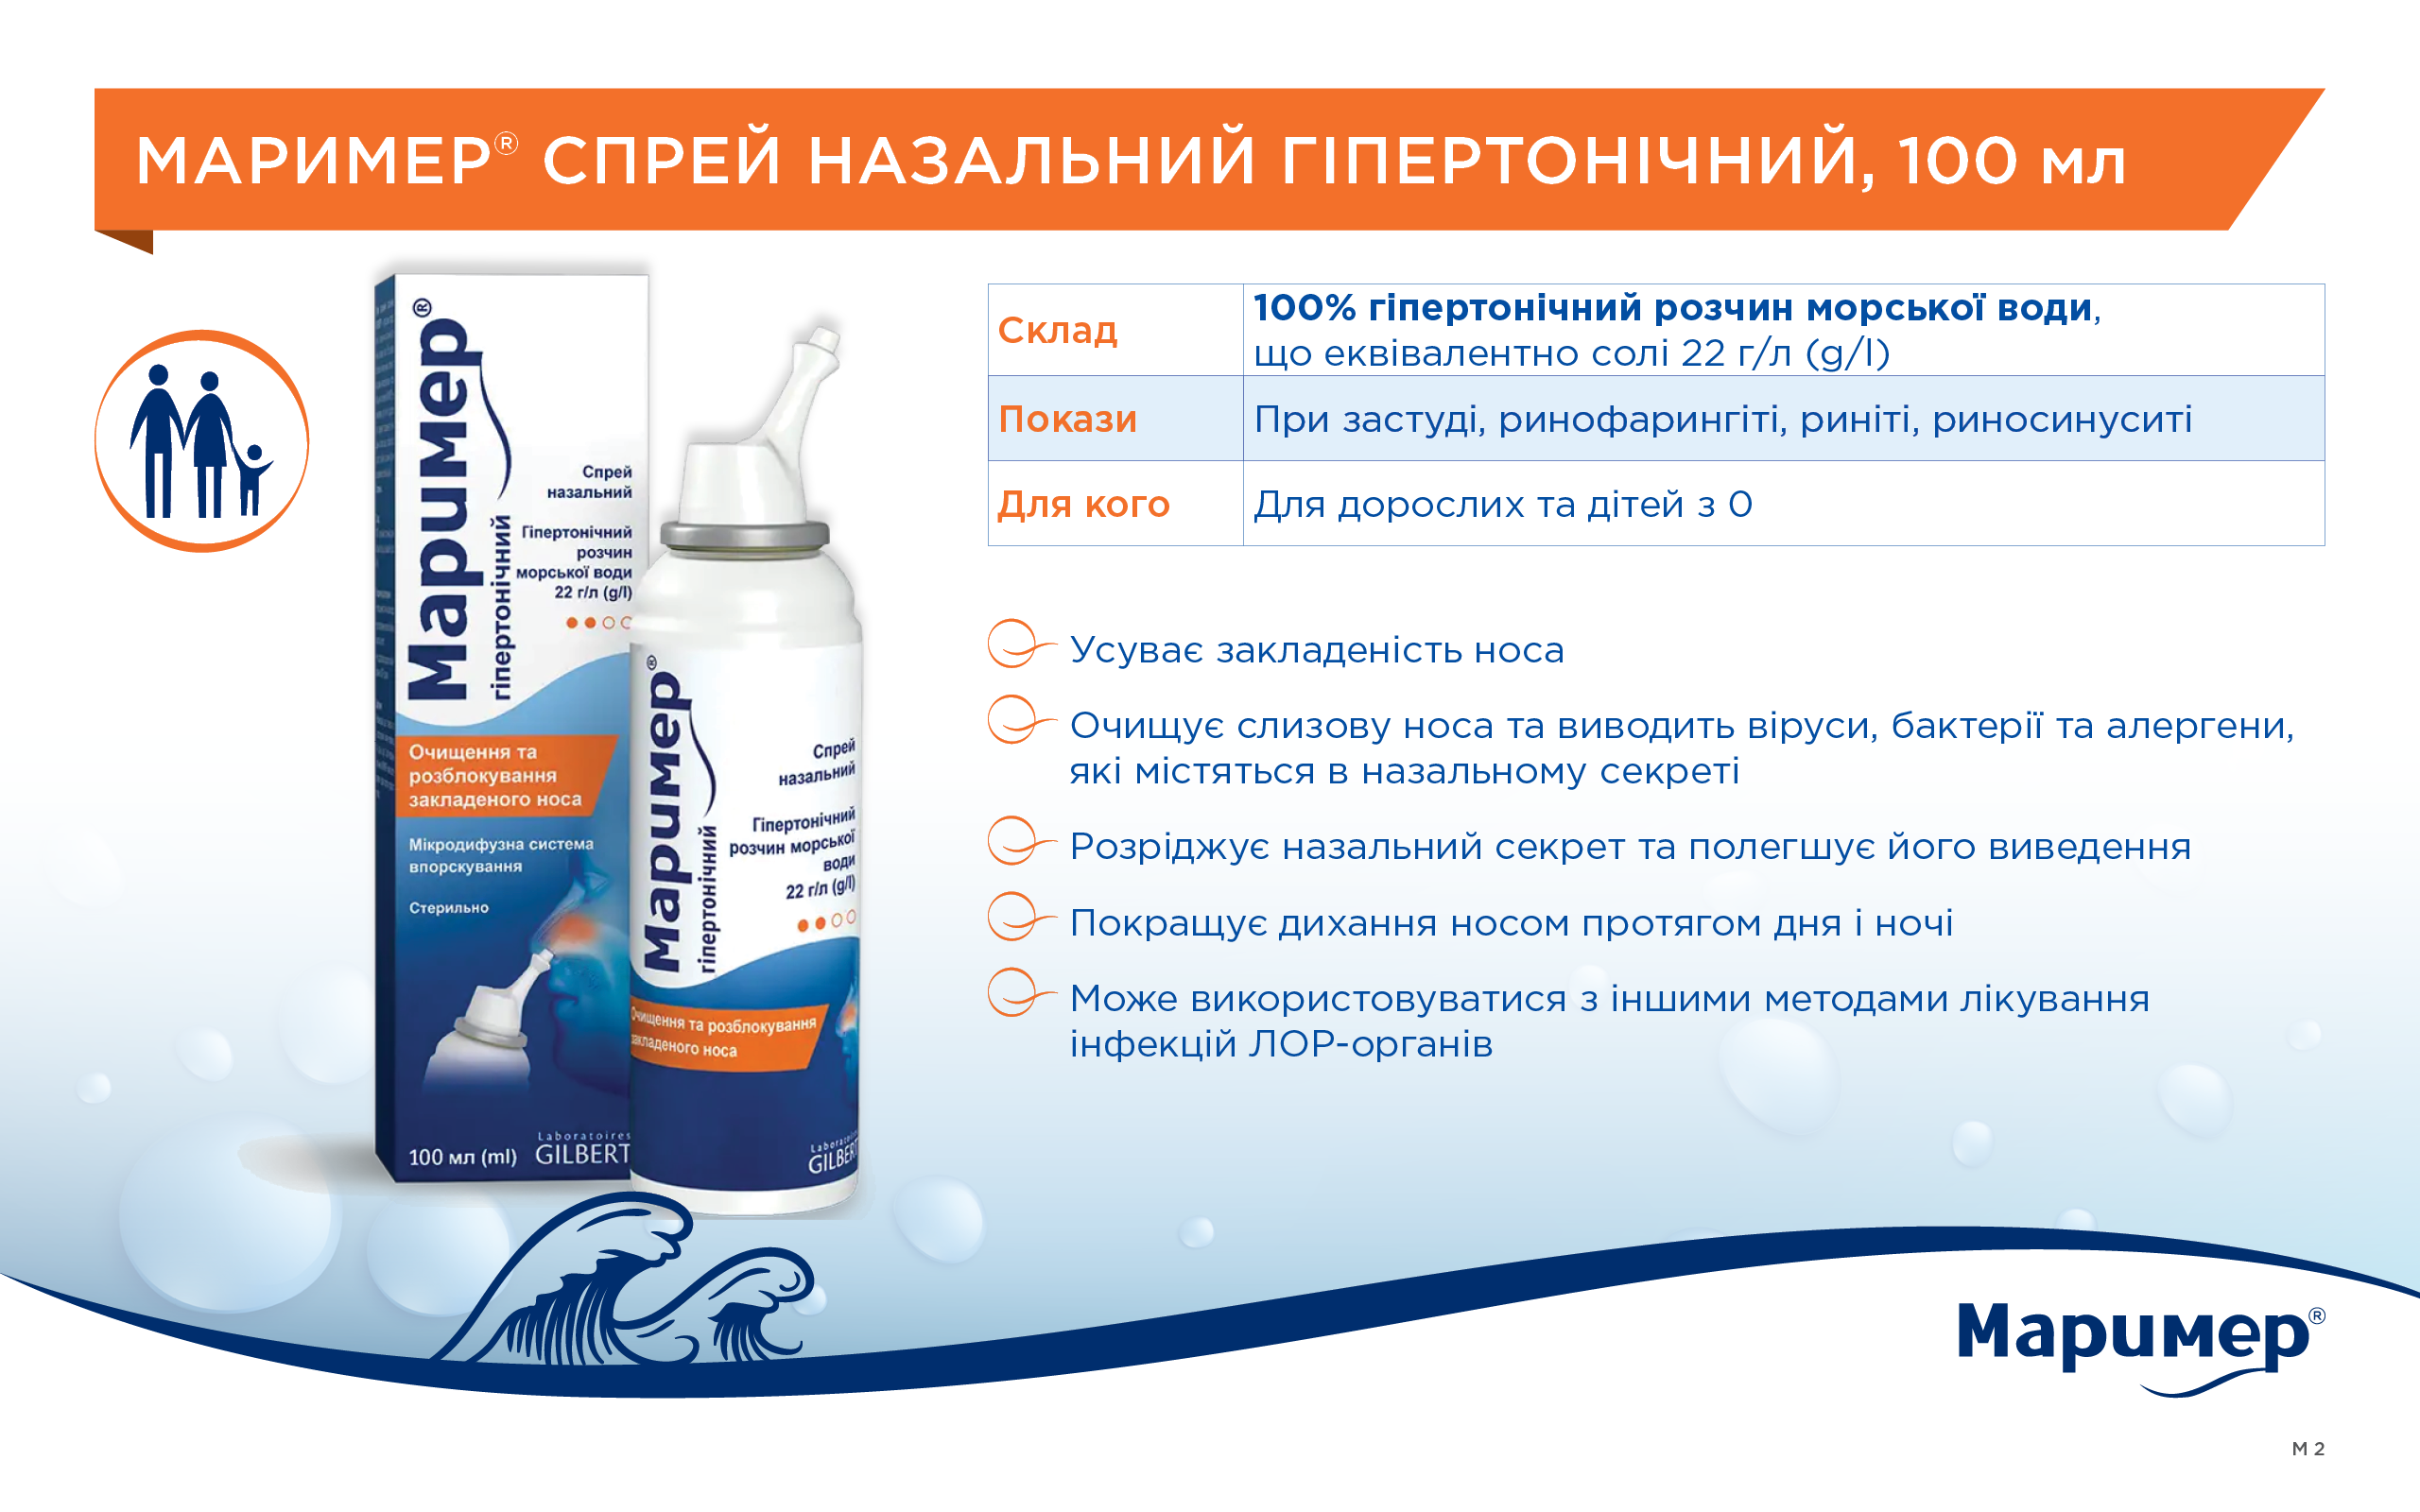 МАРИМЕР® СПРЕЙ НАЗАЛЬНИЙ ГІПЕРТОНІЧНИЙ, 100 мл
Склад
100% гіпертонічний розчин морської води,
що еквівалентно солі 22 г/л (g/l)
Покази
При застуді, ринофарингіті, риніті, риносинуситі
Для кого
Для дорослих та дітей з 0
Усуває закладеність носа
Очищує слизову носа та виводить віруси, бактерії та алергени,
які містяться в назальному секреті
Розріджує назальний секрет та полегшує його виведення
Покращує дихання носом протягом дня і ночі
Може використовуватися з іншими методами лікування
інфекцій ЛОР-органів
Маример®
гіпертонічний
Спрей
назальний
Гіпертонічний
розчин
морської води
22 г/л (g/l)
Очищення та
розблокування
закладеного носа
Мікродифузна система
впорскування
Стерильно
100 мл (ml)
Laboratoires
GILBERT
Маример®
гіпертонічний
Спрей
назальний
Гіпертонічний
розчин морської
води
22 г/л (g/l)
Очищення та розблокування
закладеного носа
GILBERT
Маример®
М 2